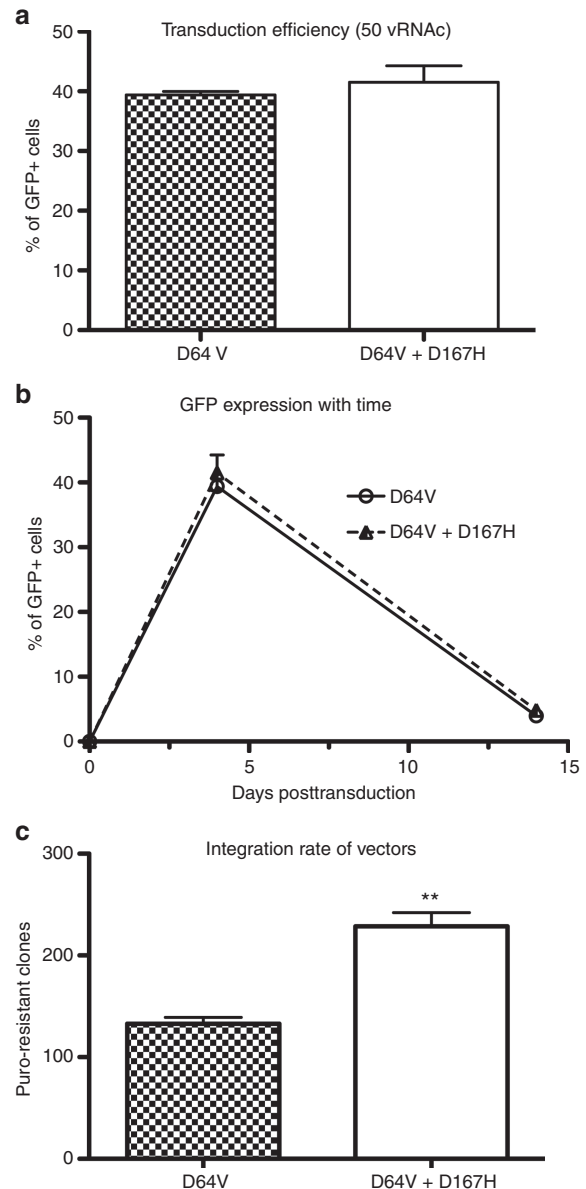 a
Transduction efficiency (50 vRNAc)
50
40
30
20
10
0
% of GFP+ cells
D64 V
D64V + D167H
b
GFP expression with time
50
40
30
20
10
0
% of GFP+ cells
D64V
D64V + D167H
0
5
10
15
Days posttransduction
c
Integration rate of vectors
300
200
100
0
Puro-resistant clones
**
D64V
D64V + D167H